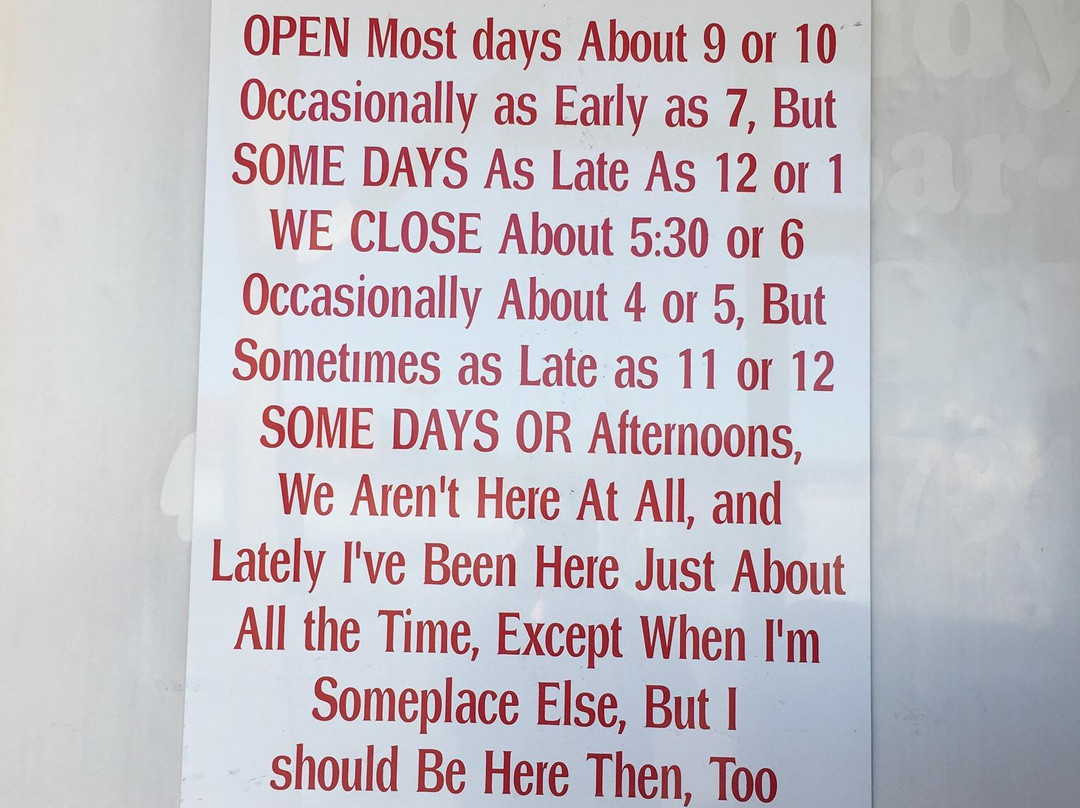 OPEN Most days About 9 or 10
Occasionally as Early as 7, But
SOME DAYS As Late As 12 or 1
WE CLOSE About 5:30 or 6
Occasionally About 4 or 5, But
Sometimes as Late as 11 or 12
SOME DAYS OR Afternoons,
We Aren't Here At All, and
Lately I've Been Here Just About
All the Time, Except When I'm
Someplace Else, But I
should Be Here Then, Too